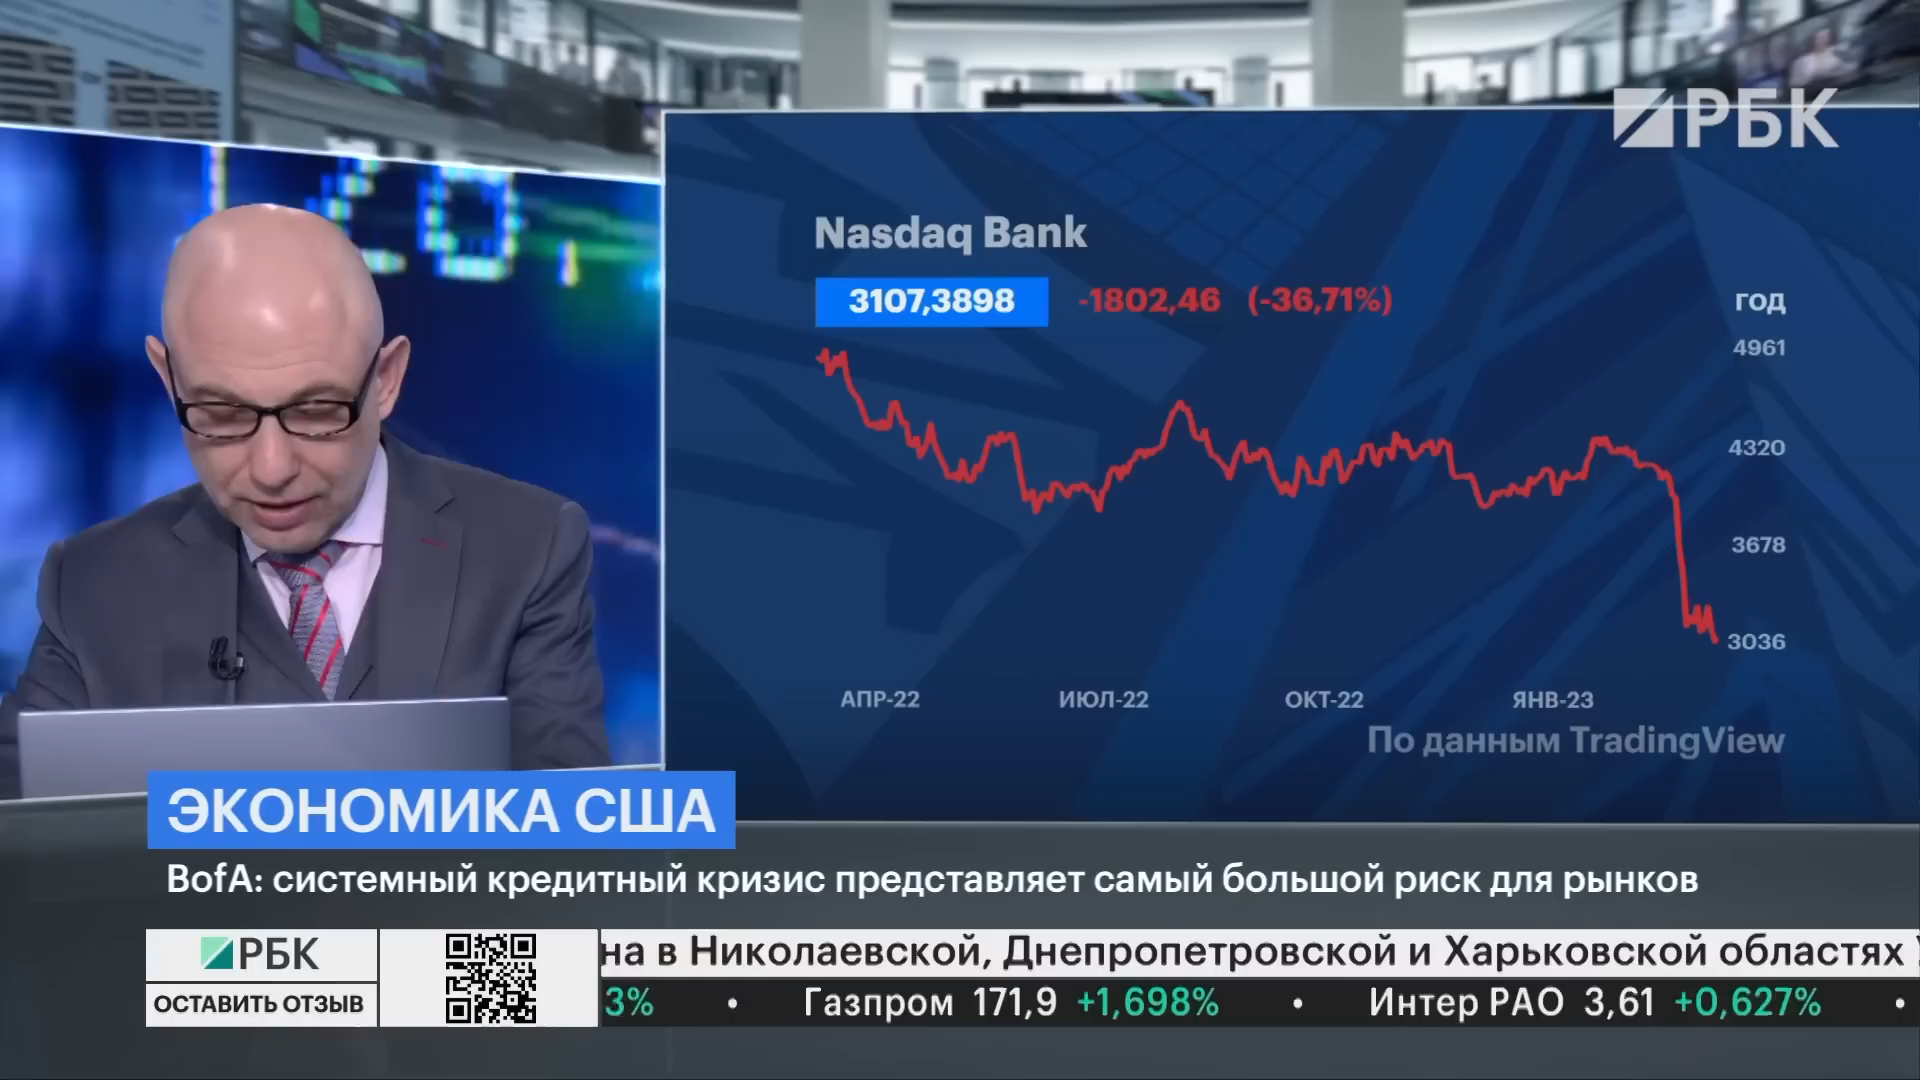 РБК
Nasdaq Bank
3107,3898 -1802,46 (-36,71%)
ГОД
4961
4320
3678
3036
АПР-22 ИЮЛ-22 ОКТ-22 ЯНВ-23
По данным TradingView
ЭКОНОМИКА США
BofA: системный кредитный кризис представляет самый большой риск для рынков
РБК
ОСТАВИТЬ ОТЗЫВ
на в Николаевской, Днепропетровской и Харьковской областях
3% • Газпром 171,9 +1,698% • Интер РАО 3,61 +0,627% •